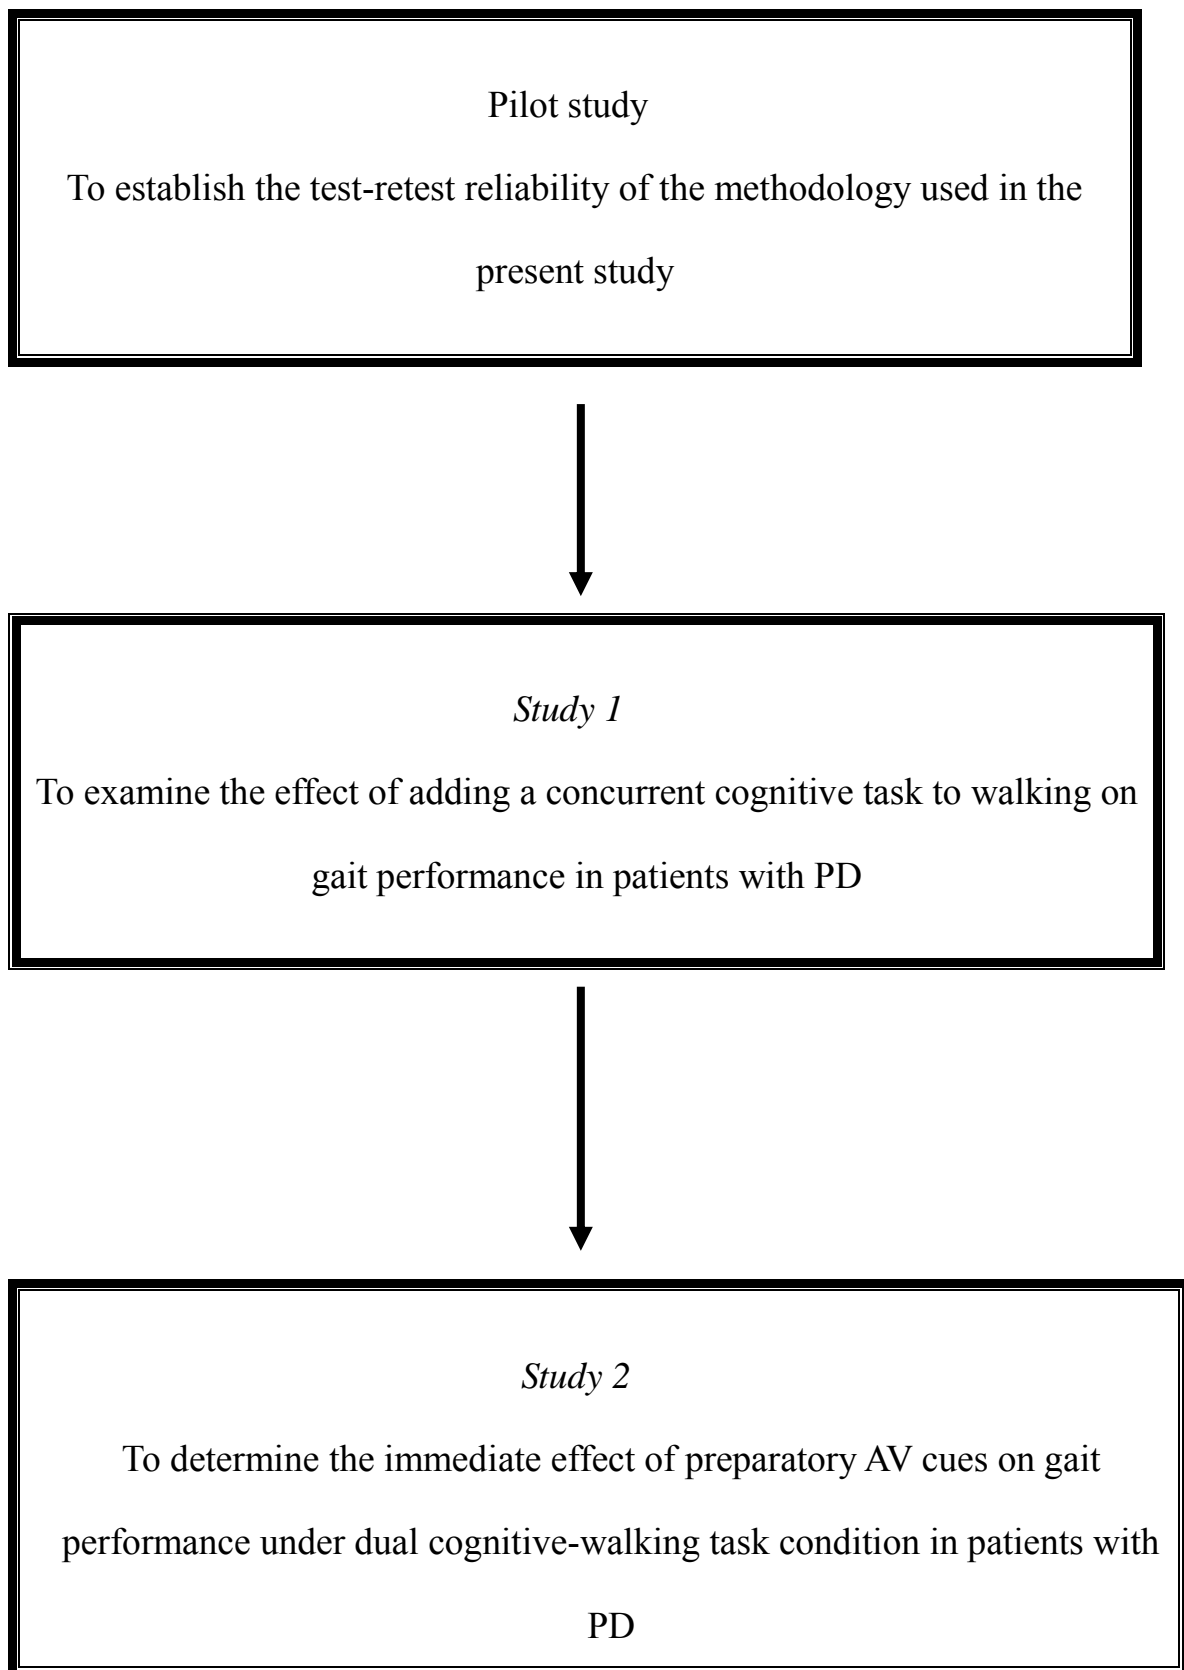 Pilot study
To establish the test-retest reliability of the methodology used in the
present study
Study 1
To examine the effect of adding a concurrent cognitive task to walking on
gait performance in patients with PD
Study 2
To determine the immediate effect of preparatory AV cues on gait
performance under dual cognitive-walking task condition in patients with
PD